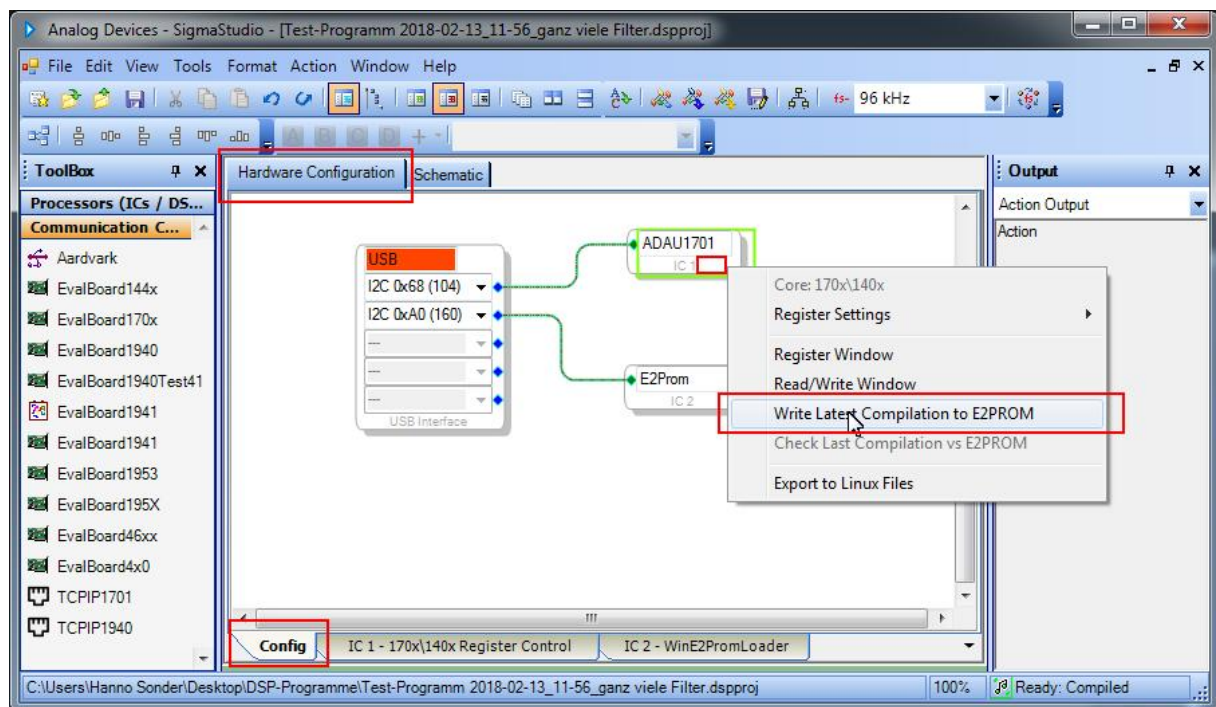 Analog Devices - SigmaStudio - [Test-Programm 2018-02-13_11-56_ganz viele Filter.dspproj]
File Edit View Tools Format Action Window Help
fs- 96 kHz
A B C D
ToolBox
Processors (ICs / DS...
Communication C...
Aardvark
EvalBoard144x
EvalBoard170x
EvalBoard1940
EvalBoard1940Test41
EvalBoard1941
EvalBoard1941
EvalBoard1953
EvalBoard195X
EvalBoard46xx
EvalBoard4x0
TCPIP1701
TCPIP1940
Hardware Configuration Schematic
USB
I2C 0x68 (104)
I2C 0xA0 (160)
---
---
---
USB Interface
ADAU1701
IC 1
E2Prom
IC 2
Core: 170x\140x
Register Settings
Register Window
Read/Write Window
Write Latest Compilation to E2PROM
Check Last Compilation vs E2PROM
Export to Linux Files
Config IC 1 - 170x\140x Register Control IC 2 - WinE2PromLoader
Output
Action Output
Action
C:\Users\Hanno Sonder\Desktop\DSP-Programme\Test-Programm 2018-02-13_11-56_ganz viele Filter.dspproj 100% Ready: Compiled